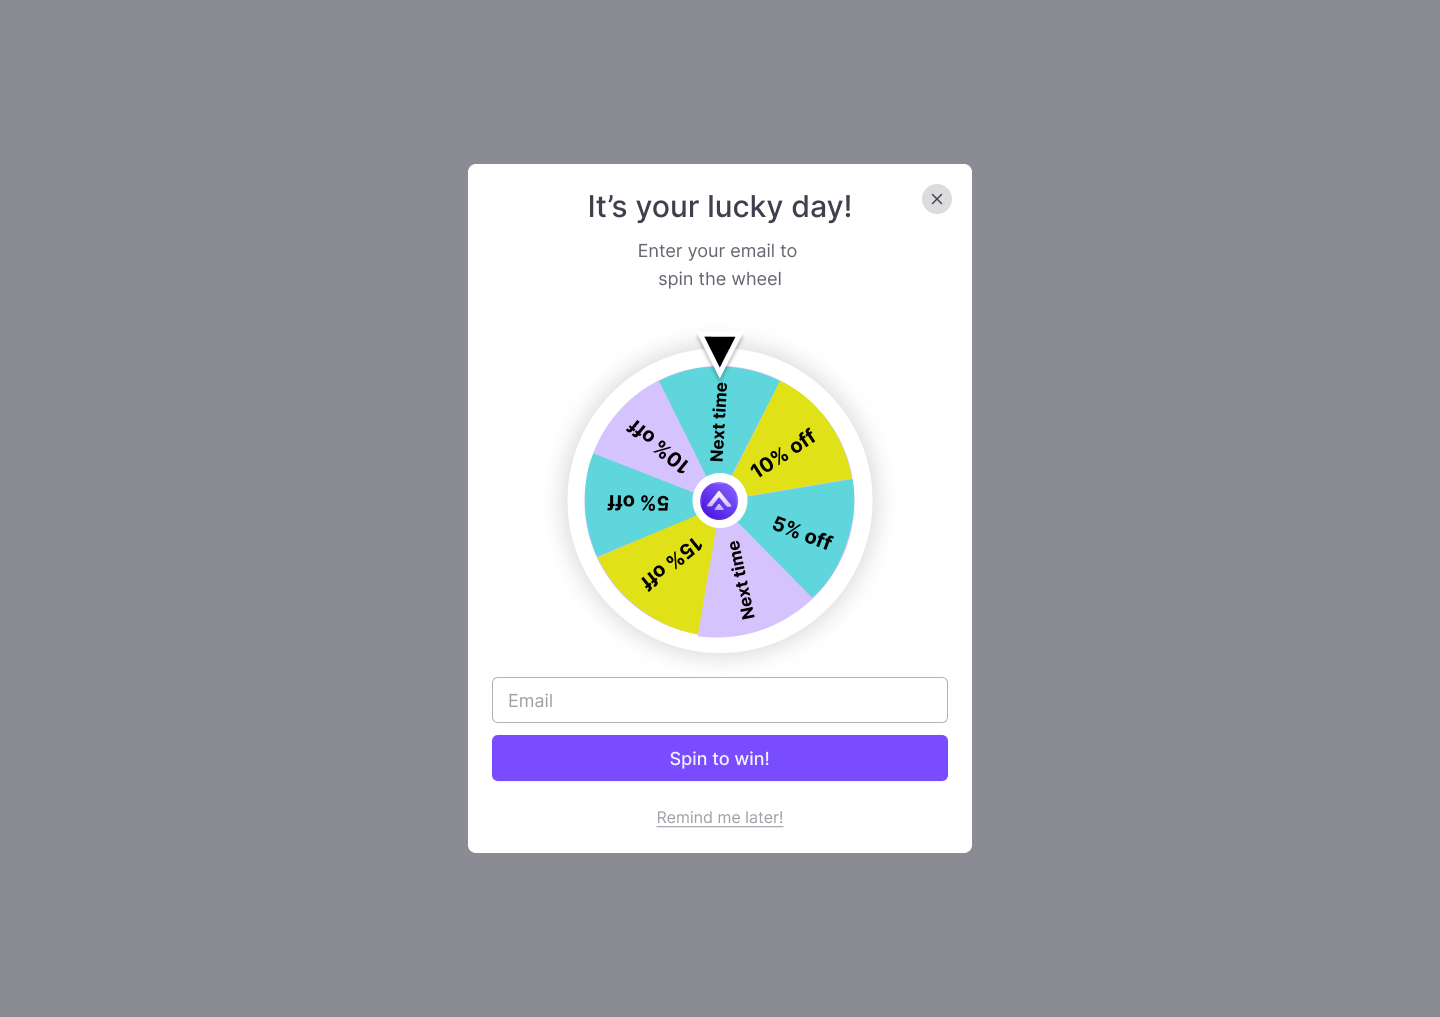 It’s your lucky day!
Enter your email to
spin the wheel
Next time
10% off
5% off
Next time
15% off
5% off
10% off
Email
Spin to win!
Remind me later!